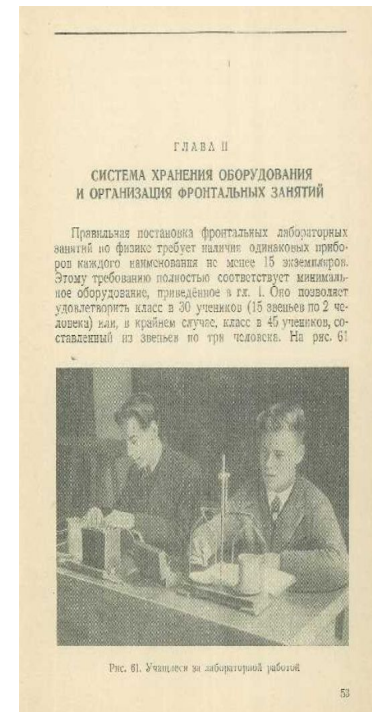 ГЛАВА II
СИСТЕМА ХРАНЕНИЯ ОБОРУДОВАНИЯ
И ОРГАНИЗАЦИЯ ФРОНТАЛЬНЫХ ЗАНЯТИЙ
Правильная постановка фронтальных лабораторных
занятий по физике требует наличия одинаковых прибо-
ров каждого наименования не менее 15 экземпляров.
Этому требованию полностью соответствует минималь-
ное оборудование, приведённое в гл. I. Оно позволяет
удовлетворить класс в 30 учеников (15 звеньев по 2 че-
ловека) или, в крайнем случае, класс в 45 учеников, со-
ставленный из звеньев по три человека. На рис. 61
Рис. 61. Учащиеся за лабораторной работой
53